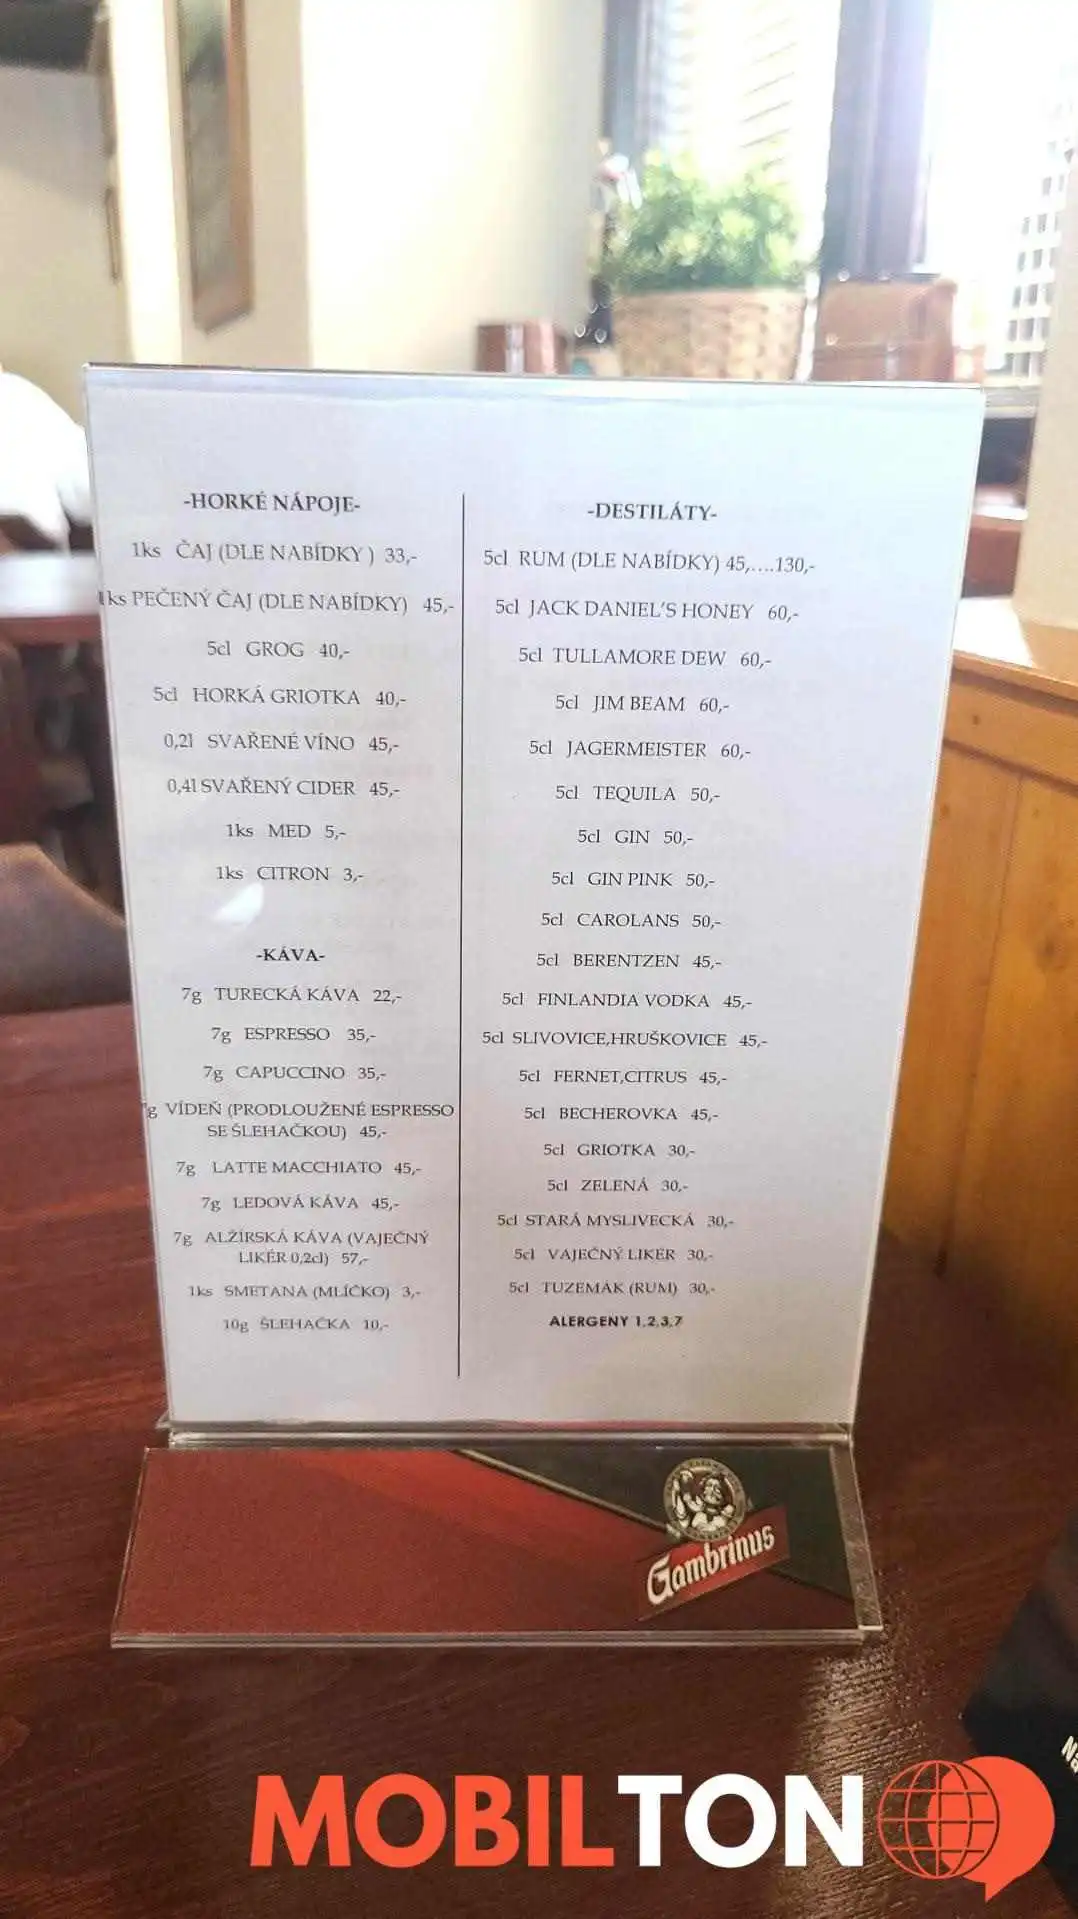 -HORKÉ NÁPOJE-
1ks ČAJ (DLE NABÍDKY ) 33,-
1ks PEČENÝ ČAJ (DLE NABÍDKY) 45,-
5cl GROG 40,-
5cl HORKÁ GRIOTKA 40,-
0,2l SVAŘENÉ VÍNO 45,-
0,4l SVAŘENÝ CIDER 45,-
1ks MED 5,-
1ks CITRON 3,-
-KÁVA-
7g TURECKÁ KÁVA 22,-
7g ESPRESSO 35,-
7g CAPUCCINO 35,-
7g VÍDEŇ (PRODLOUŽENÉ ESPRESSO
SE ŠLEHAČKOU) 45,-
7g LATTE MACCHIATO 45,-
7g LEDOVÁ KÁVA 45,-
7g ALŽÍRSKÁ KÁVA (VAJEČNÝ
LIKÉR 0,2cl) 57,-
1ks SMETANA (MLÍČKO) 3,-
10g ŠLEHAČKA 10,-
-DESTILÁTY-
5cl RUM (DLE NABÍDKY) 45,....130,-
5cl JACK DANIEL'S HONEY 60,-
5cl TULLAMORE DEW 60,-
5cl JIM BEAM 60,-
5cl JAGERMEISTER 60,-
5cl TEQUILA 50,-
5cl GIN 50,-
5cl GIN PINK 50,-
5cl CAROLANS 50,-
5cl BERENTZEN 45,-
5cl FINLANDIA VODKA 45,-
5cl SLIVOVICE,HRUŠKOVICE 45,-
5cl FERNET,CITRUS 45,-
5cl BECHEROVKA 45,-
5cl GRIOTKA 30,-
5cl ZELENÁ 30,-
5cl STARÁ MYSLIVECKÁ 30,-
5cl VAJEČNÝ LIKÉR 30,-
5cl TUZEMÁK (RUM) 30,-
ALERGENY 1,2,3,7
Gambrinus
MOBILTON